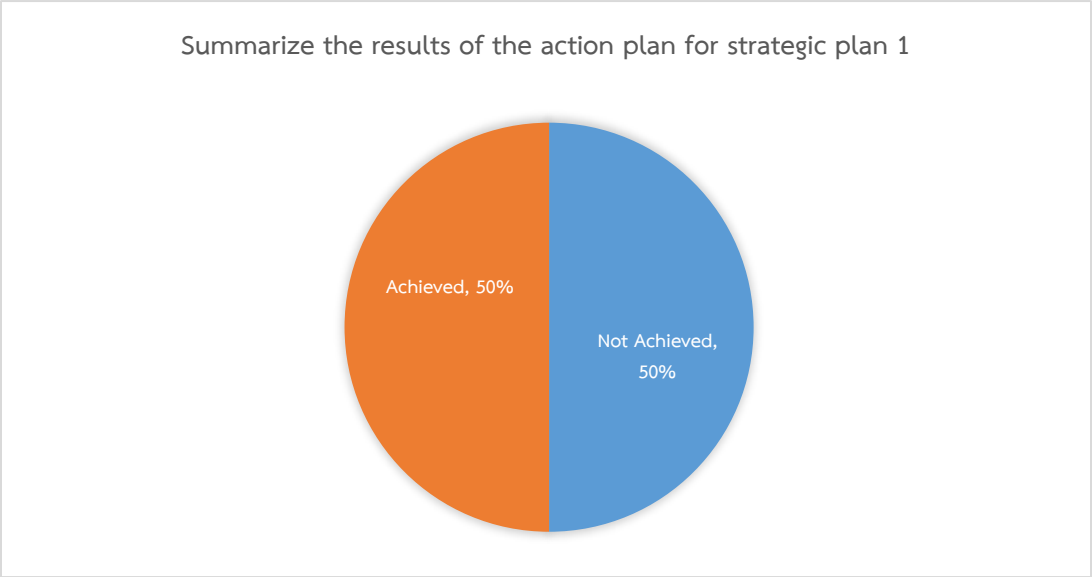 Summarize the results of the action plan for strategic plan 1
Achieved, 50%
Not Achieved,
50%